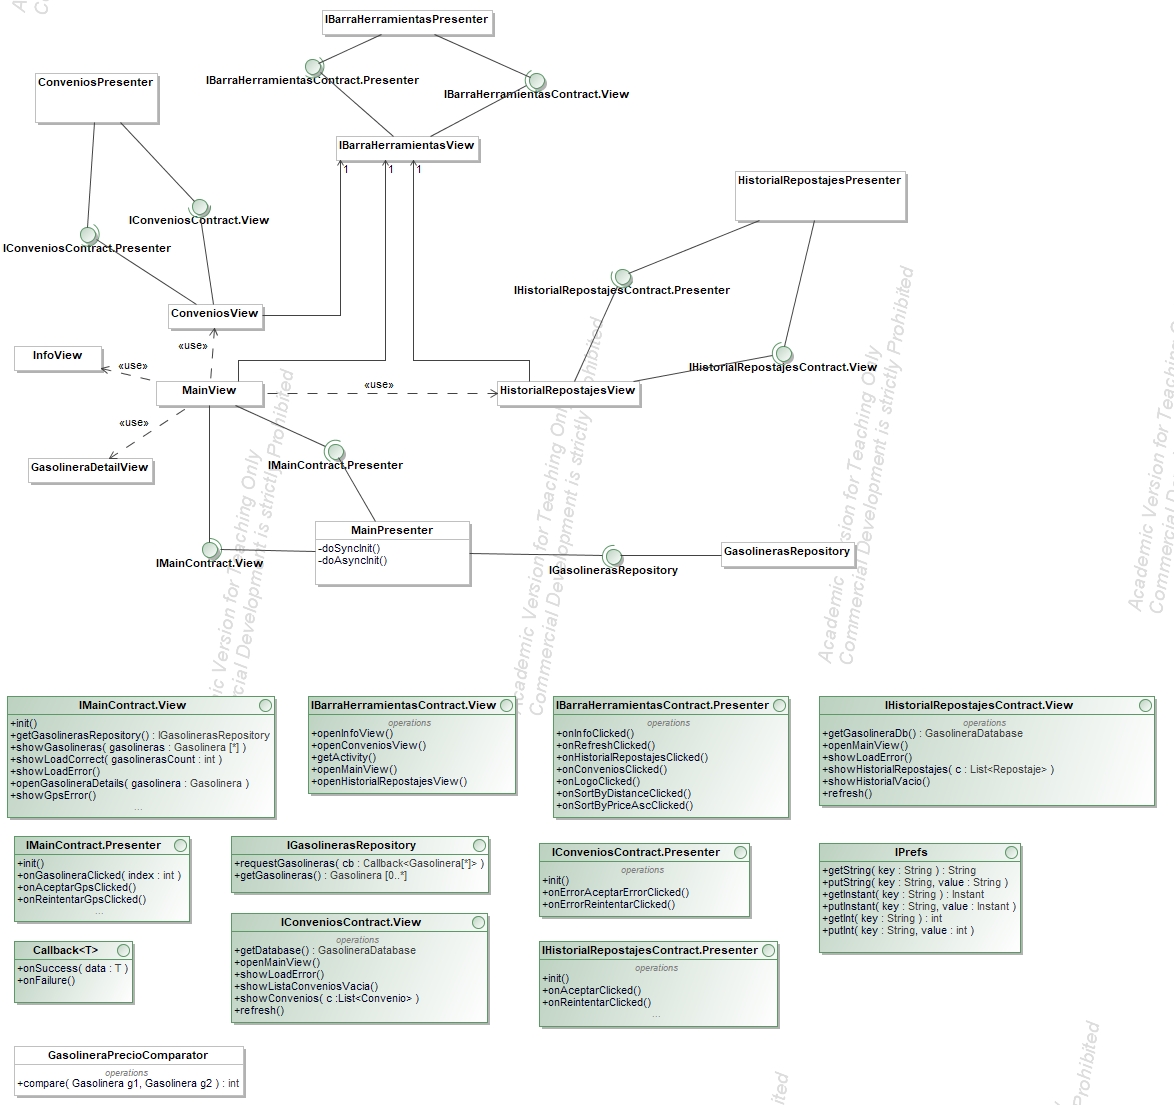 IBarraHerramientasPresenter
IBarraHerramientasContract.Presenter
IBarraHerramientasContract.View
ConveniosPresenter
IBarraHerramientasView
1
1
1
HistorialRepostajesPresenter
IConveniosContract.View
IConveniosContract.Presenter
IHistorialRepostajesContract.Presenter
ConveniosView
«use»
InfoView
«use»
IHistorialRepostajesContract.View
MainView
«use»
HistorialRepostajesView
«use»
GasolineraDetailView
IMainContract.Presenter
MainPresenter
-doSyncInit()
-doAsyncInit()
IMainContract.View
IGasolinerasRepository
GasolinerasRepository
Academic Version for Teaching Only
Commercial Development is strictly Prohibited
IMainContract.View
+init()
+getGasolinerasRepository() : IGasolinerasRepository
+showGasolineras( gasolineras : Gasolinera [*] )
+showLoadCorrect( gasolinerasCount : int )
+showLoadError()
+openGasolineraDetails( gasolinera : Gasolinera )
+showGpsError()
...
IBarraHerramientasContract.View
operations
+openInfoView()
+openConveniosView()
+getActivity()
+openMainView()
+openHistorialRepostajesView()
IBarraHerramientasContract.Presenter
operations
+onInfoClicked()
+onRefreshClicked()
+onHistorialRepostajesClicked()
+onConveniosClicked()
+onLogoClicked()
+onSortByDistanceClicked()
+onSortByPriceAscClicked()
IHistorialRepostajesContract.View
operations
+getGasolineraDb() : GasolineraDatabase
+openMainView()
+showLoadError()
+showHistorialRepostajes( c : List<Repostaje> )
+showHistorialVacio()
+refresh()
IMainContract.Presenter
+init()
+onGasolineraClicked( index : int )
+onAceptarGpsClicked()
+onReintentarGpsClicked()
...
IGasolinerasRepository
+requestGasolineras( cb : Callback<Gasolinera[*]> )
+getGasolineras() : Gasolinera [0..*]
IConveniosContract.Presenter
operations
+init()
+onErrorAceptarErrorClicked()
+onErrorReintentarClicked()
IPrefs
+getString( key : String ) : String
+putString( key : String, value : String )
+getInstant( key : String ) : Instant
+putInstant( key : String, value : Instant )
+getInt( key : String ) : int
+putInt( key : String, value : int )
Callback<T>
+onSuccess( data : T )
+onFailure()
IConveniosContract.View
operations
+getDatabase() : GasolineraDatabase
+openMainView()
+showLoadError()
+showListaConveniosVacia()
+showConvenios( c :List<Convenio> )
+refresh()
IHistorialRepostajesContract.Presenter
operations
+init()
+onAceptarClicked()
+onReintentarClicked()
...
GasolineraPrecioComparator
operations
+compare( Gasolinera g1, Gasolinera g2 ) : int